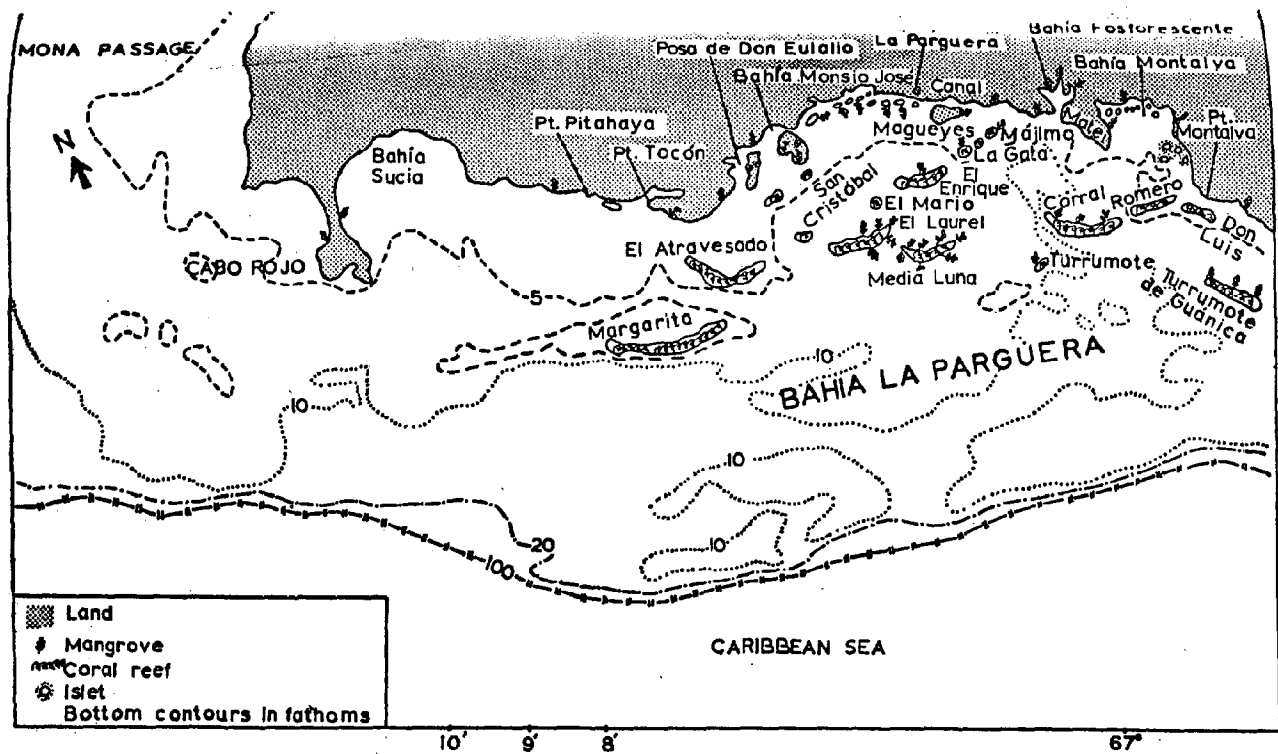 MONA PASSAGE
N
Bahía
Sucia
CABO ROJO
Pt. Pitahaya
Pt. Tocón
Posa de Don Eulalio
Bahía Monsio José
La Parguera
Canal
Bahía Fosforescente
Bahía Montalva
Magueyes
Májimo
Matei
Pt.
Montalva
La Gata
El
Enrique
San
Cristóbal
El Mario
El Laurel
Media Luna
Corral
Romero
Don
Luis
Turrumote
Turrumote
de Guánica
El Atravesado
Margarita
BAHIA LA PARGUERA
5
10
10
10
10
20
100
CARIBBEAN SEA
Land
Mangrove
Coral reef
Islet
Bottom contours in fathoms
10'
9'
8'
67°